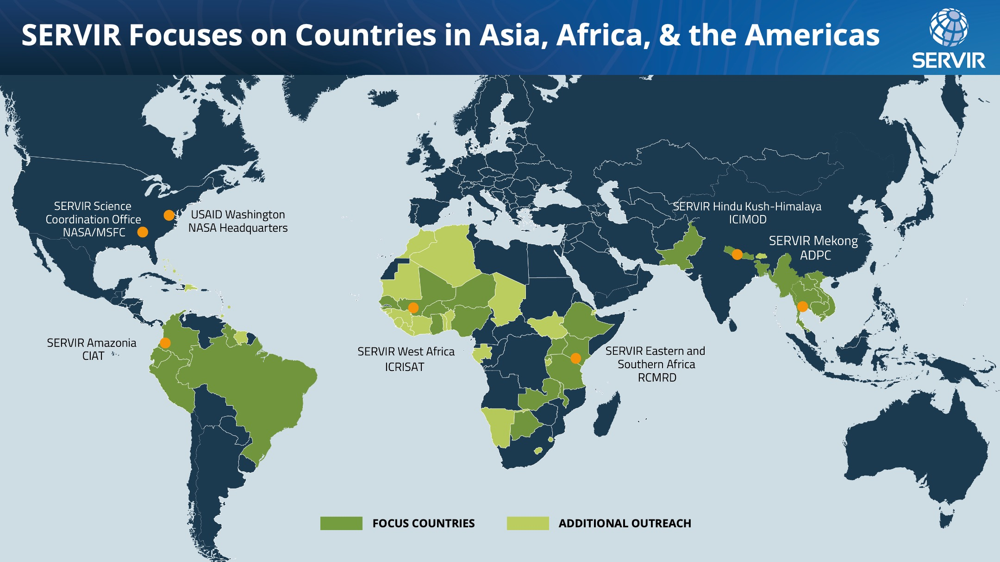 SERVIR Focuses on Countries in Asia, Africa, & the Americas
SERVIR
SERVIR Science
Coordination Office
NASA/MSFC
USAID Washington
NASA Headquarters
SERVIR Hindu Kush-Himalaya
ICIMOD
SERVIR Mekong
ADPC
SERVIR Amazonia
CIAT
SERVIR West Africa
ICRISAT
SERVIR Eastern and
Southern Africa
RCMRD
FOCUS COUNTRIES
ADDITIONAL OUTREACH